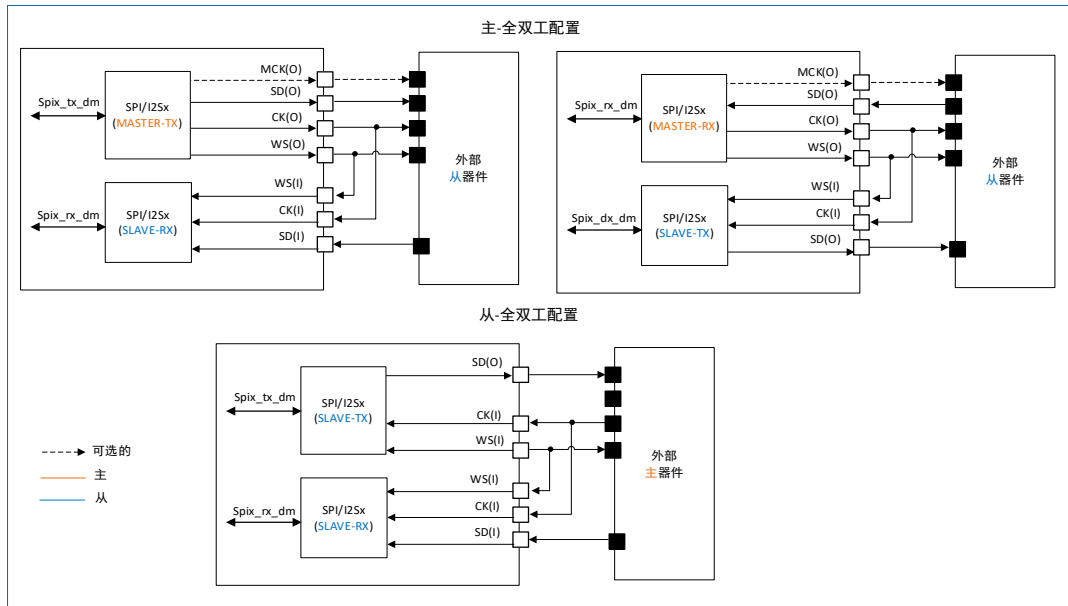 主-全双工配置
MCK(O)
SD(O)
CK(O)
WS(O)
Spix_tx_dm
SPI/I2Sx
(MASTER-TX)
WS(I)
CK(I)
SD(I)
Spix_rx_dm
SPI/I2Sx
(SLAVE-RX)
外部
从器件
MCK(O)
SD(O)
CK(O)
WS(O)
Spix_rx_dm
SPI/I2Sx
(MASTER-RX)
WS(I)
CK(I)
SD(O)
Spix_dx_dm
SPI/I2Sx
(SLAVE-TX)
外部
从器件
从-全双工配置
SD(O)
CK(I)
WS(I)
Spix_tx_dm
SPI/I2Sx
(SLAVE-TX)
WS(I)
CK(I)
SD(I)
Spix_rx_dm
SPI/I2Sx
(SLAVE-RX)
外部
主器件
可选的
主
从